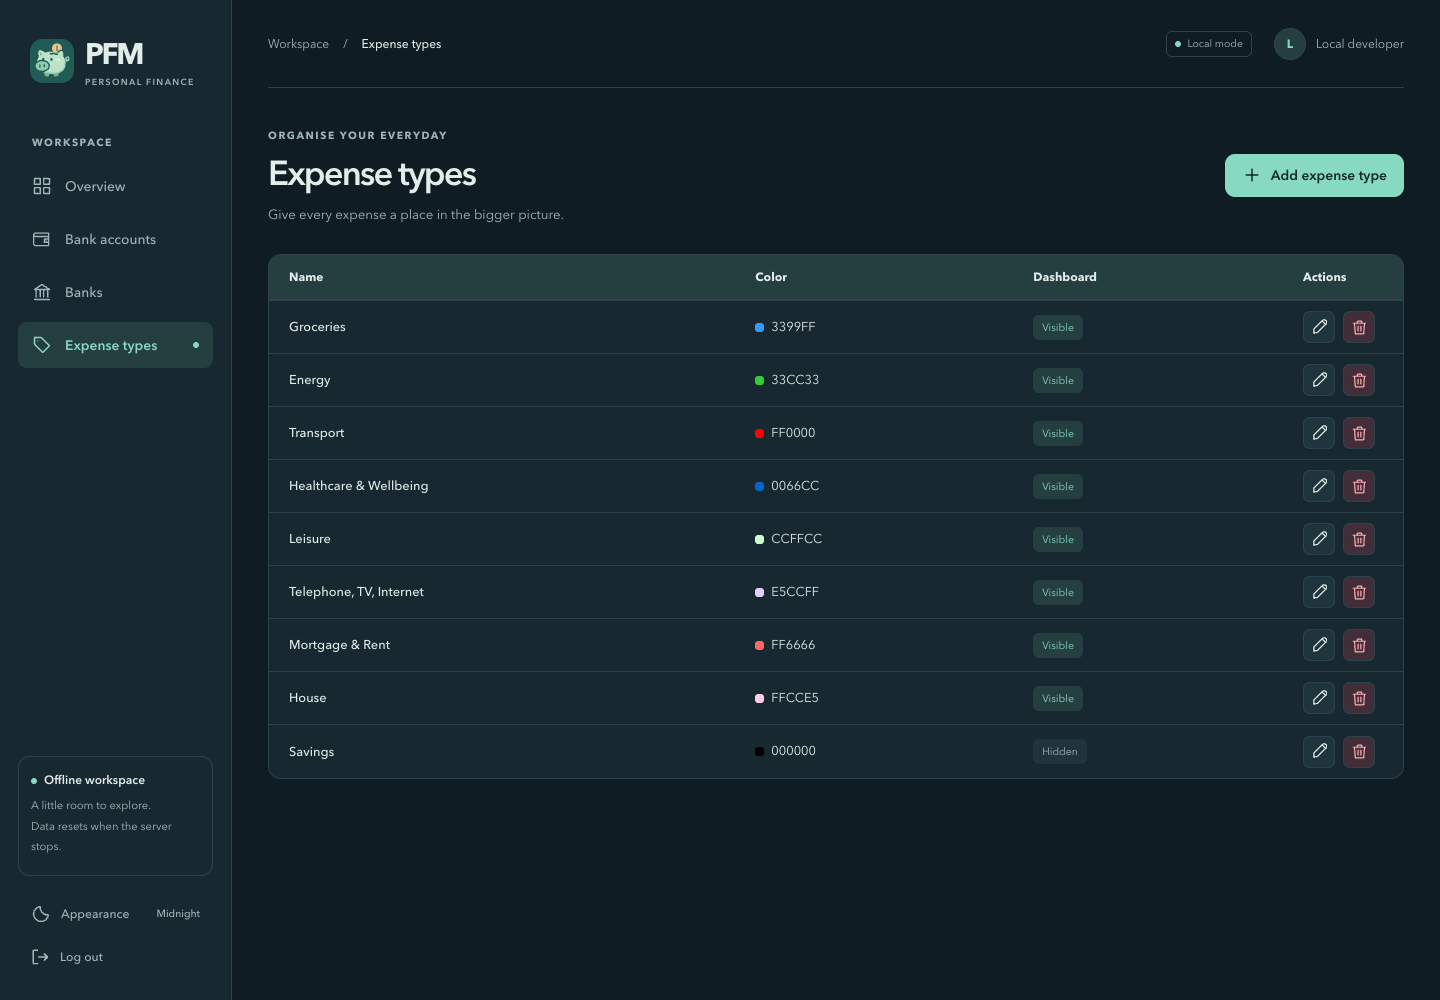 PFM
PERSONAL FINANCE
WORKSPACE
Overview
Bank accounts
Banks
Expense types
Offline workspace
A little room to explore.
Data resets when the server
stops.
Appearance Midnight
Log out
Workspace / Expense types
Local mode
L
Local developer
ORGANISE YOUR EVERYDAY
Expense types
Give every expense a place in the bigger picture.
Add expense type
Name Color Dashboard Actions
Groceries 3399FF Visible
Energy 33CC33 Visible
Transport FF0000 Visible
Healthcare & Wellbeing 0066CC Visible
Leisure CCFFCC Visible
Telephone, TV, Internet E5CCFF Visible
Mortgage & Rent FF6666 Visible
House FFCCE5 Visible
Savings 000000 Hidden